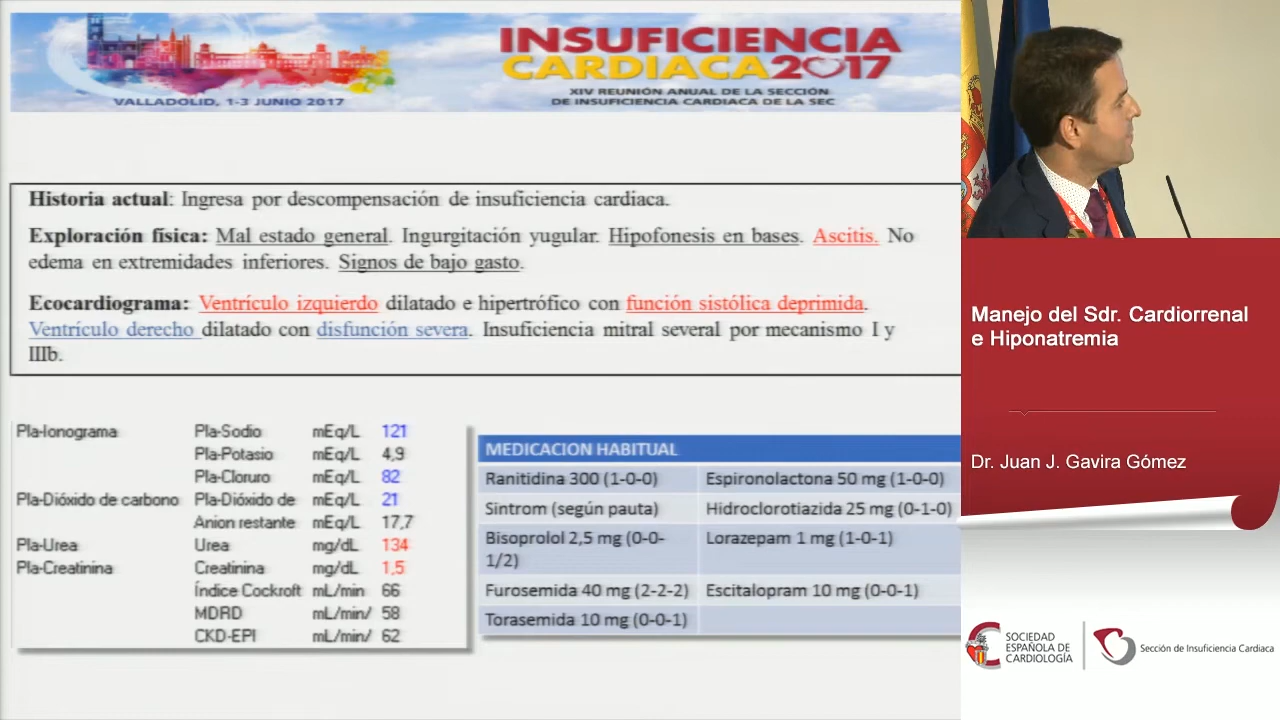 INSUFICIENCIA
CARDIACA 2017
VALLADOLID, 1-3 JUNIO 2017
XIV REUNIÓN ANUAL DE LA SECCIÓN
DE INSUFICIENCIA CARDIACA DE LA SEC
Historia actual: Ingresa por descompensación de insuficiencia cardiaca.
Exploración física: Mal estado general. Ingurgitación yugular. Hipofonesis en bases. Ascitis. No
edema en extremidades inferiores. Signos de bajo gasto.
Ecocardiograma: Ventrículo izquierdo dilatado e hipertrófico con función sistólica deprimida.
Ventrículo derecho dilatado con disfunción severa. Insuficiencia mitral several por mecanismo I y
IIIb.
Pla-Ionograma Pla-Sodio mEq/L 121
Pla-Potasio mEq/L 4,9
Pla-Cloruro mEq/L 82
Pla-Dióxido de carbono Pla-Dióxido de mEq/L 21
Anion restante mEq/L 17,7
Pla-Urea Urea mg/dL 134
Pla-Creatinina Creatinina mg/dL 1,5
Índice Cockroft mL/min 66
MDRD mL/min/ 58
CKD-EPI mL/min/ 62
MEDICACION HABITUAL
Ranitidina 300 (1-0-0) Espironolactona 50 mg (1-0-0)
Sintrom (según pauta) Hidroclorotiazida 25 mg (0-1-0)
Bisoprolol 2,5 mg (0-0- Lorazepam 1 mg (1-0-1)
1/2)
Furosemida 40 mg (2-2-2) Escitalopram 10 mg (0-0-1)
Torasemida 10 mg (0-0-1)
Manejo del Sdr. Cardiorrenal
e Hiponatremia
Dr. Juan J. Gavira Gómez
SOCIEDAD
ESPAÑOLA DE
CARDIOLOGÍA
Sección de Insuficiencia Cardiaca